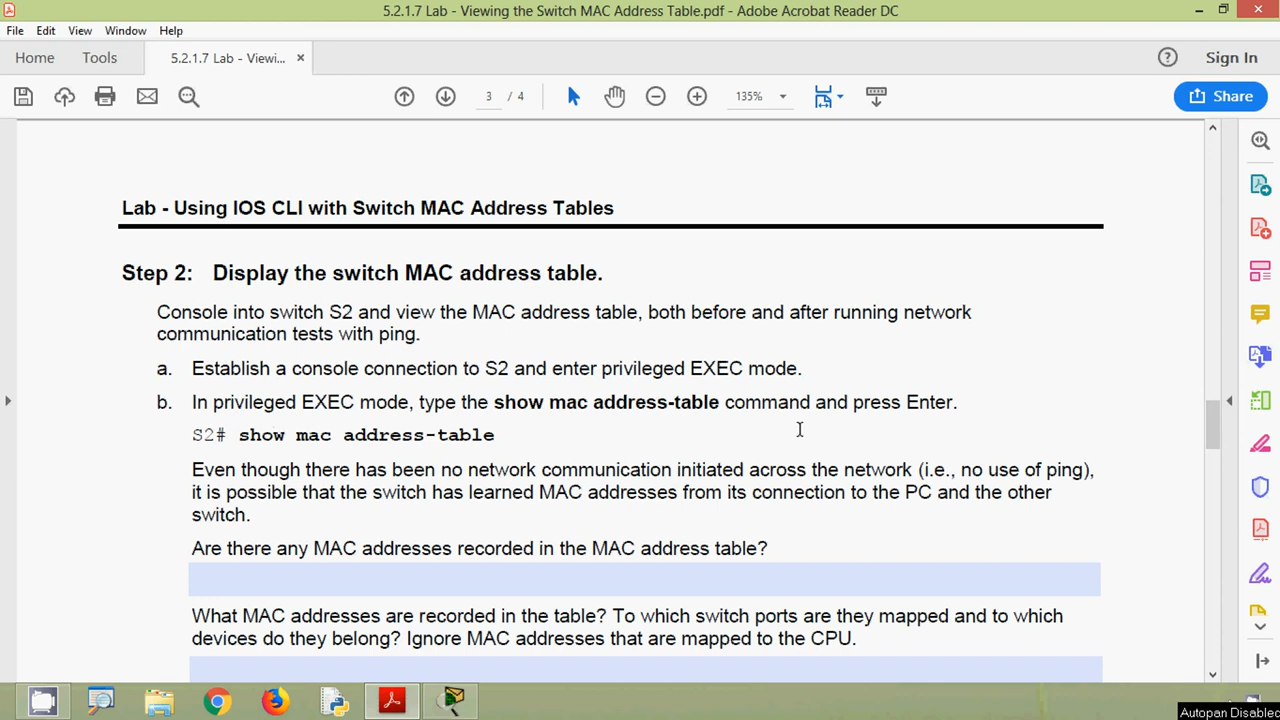 5.2.1.7 Lab - Viewing the Switch MAC Address Table.pdf - Adobe Acrobat Reader DC
File Edit View Window Help
Home Tools 5.2.1.7 Lab - Viewi... × Sign In
3 / 4 135% Share
Lab - Using IOS CLI with Switch MAC Address Tables
Step 2: Display the switch MAC address table.
Console into switch S2 and view the MAC address table, both before and after running network
communication tests with ping.
a. Establish a console connection to S2 and enter privileged EXEC mode.
b. In privileged EXEC mode, type the show mac address-table command and press Enter.
S2# show mac address-table
Even though there has been no network communication initiated across the network (i.e., no use of ping),
it is possible that the switch has learned MAC addresses from its connection to the PC and the other
switch.
Are there any MAC addresses recorded in the MAC address table?
What MAC addresses are recorded in the table? To which switch ports are they mapped and to which
devices do they belong? Ignore MAC addresses that are mapped to the CPU.
Autopan Disabled